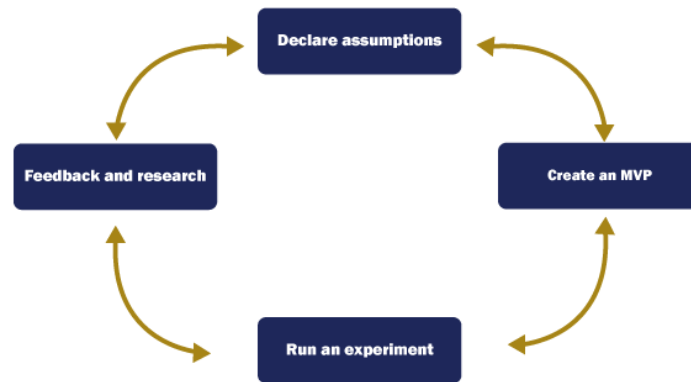 Declare assumptions
Feedback and research
Create an MVP
Run an experiment